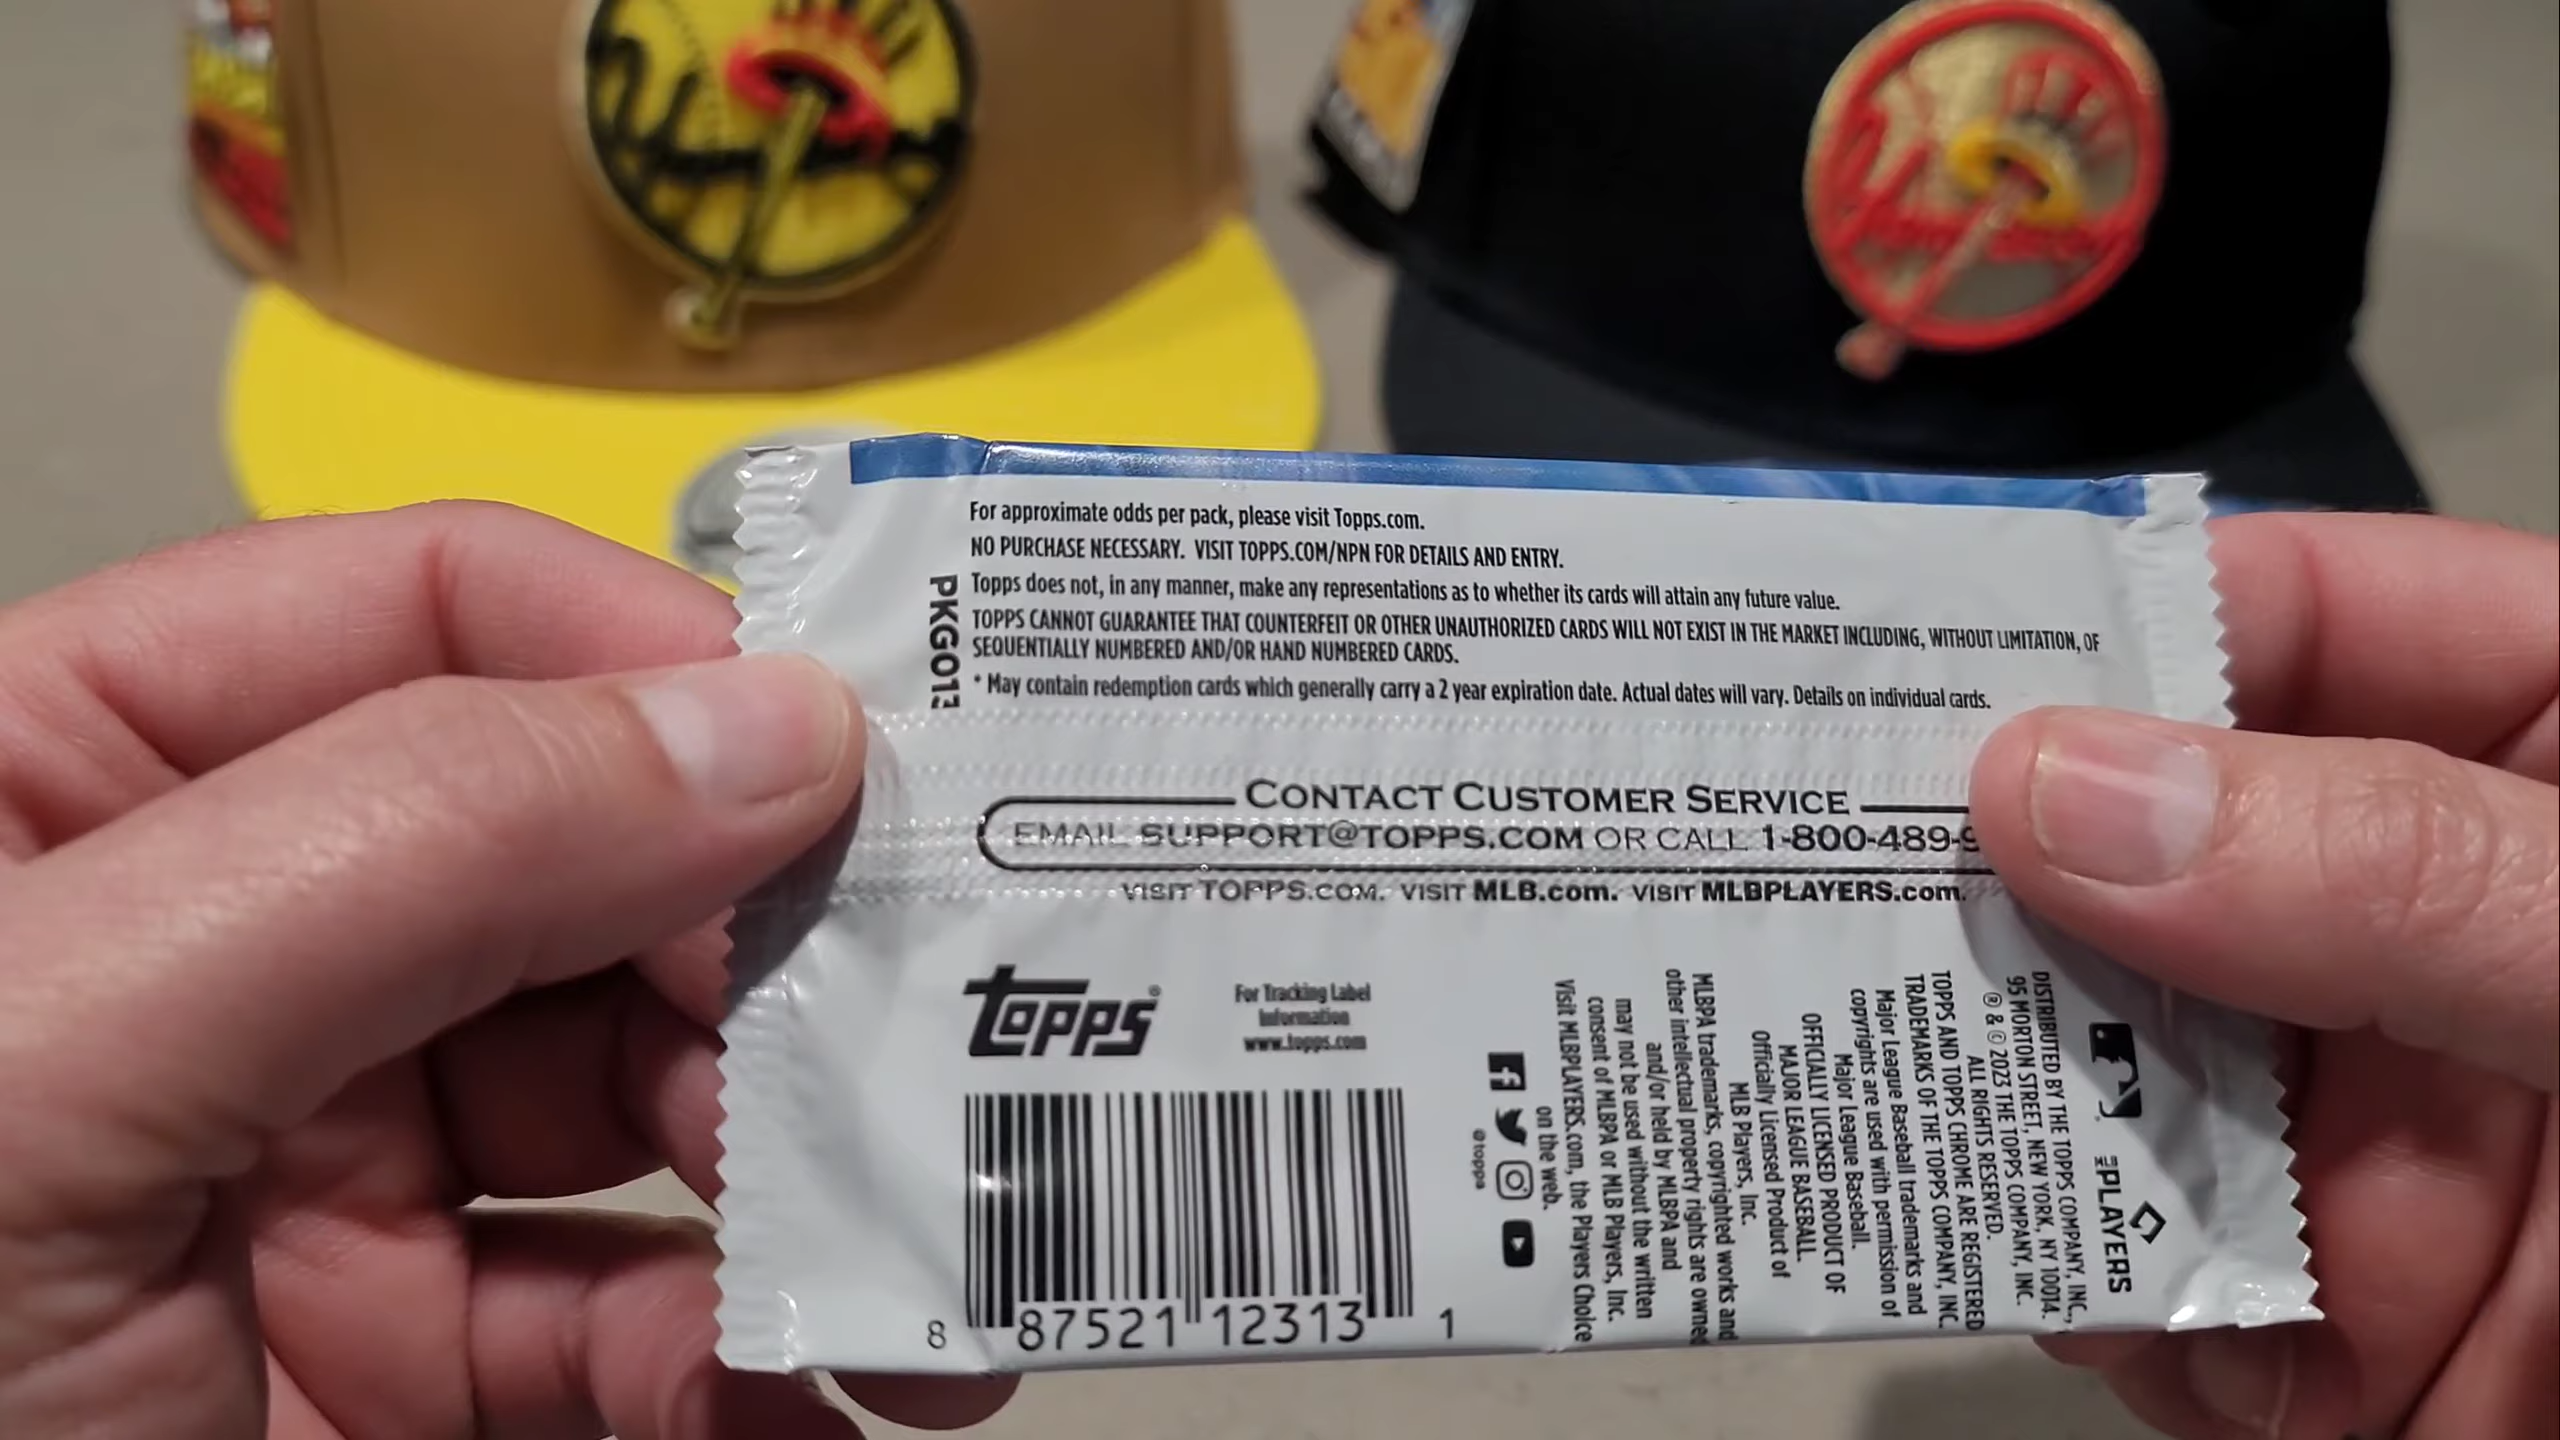 For approximate odds per pack, please visit Topps.com.
NO PURCHASE NECESSARY. VISIT TOPPS.COM/NPN FOR DETAILS AND ENTRY.
Topps does not, in any manner, make any representations as to whether its cards will attain any future value.
TOPPS CANNOT GUARANTEE THAT COUNTERFEIT OR OTHER UNAUTHORIZED CARDS WILL NOT EXIST IN THE MARKET INCLUDING, WITHOUT LIMITATION, OF
SEQUENTIALLY NUMBERED AND/OR HAND NUMBERED CARDS.
* May contain redemption cards which generally carry a 2 year expiration date. Actual dates will vary. Details on individual cards.
PKG013
CONTACT CUSTOMER SERVICE
EMAIL SUPPORT@TOPPS.COM OR CALL 1-800-489-9
VISIT TOPPS.COM. VISIT MLB.com. VISIT MLBPLAYERS.com.
Topps®
For Tracking Label
Information
www.topps.com
8 87521 12313 1
DISTRIBUTED BY THE TOPPS COMPANY, INC.,
95 MORTON STREET, NEW YORK, NY 10014.
® & © 2023 THE TOPPS COMPANY, INC.
ALL RIGHTS RESERVED.
TOPPS AND TOPPS CHROME ARE REGISTERED
TRADEMARKS OF THE TOPPS COMPANY, INC.
Major League Baseball trademarks and
copyrights are used with permission of
Major League Baseball.
OFFICIALLY LICENSED PRODUCT OF
MAJOR LEAGUE BASEBALL.
Officially Licensed Product of
MLB Players, Inc.
MLBPA trademarks, copyrighted works and
other intellectual property rights are owned
and/or held by MLBPA and
may not be used without the written
consent of MLBPA or MLB Players, Inc.
Visit MLBPLAYERS.com, the Players Choice
on the web.
@topps
PLAYERS